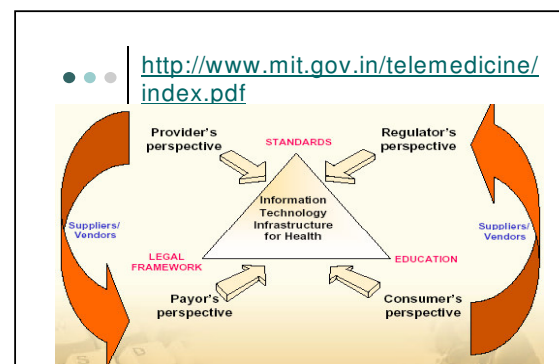 http://www.mit.gov.in/telemedicine/
index.pdf
Provider's
perspective
STANDARDS
Regulator's
perspective
Information
Technology
Infrastructure
for Health
Suppliers/
Vendors
Suppliers/
Vendors
LEGAL
FRAMEWORK
EDUCATION
Payor's
perspective
Consumer's
perspective